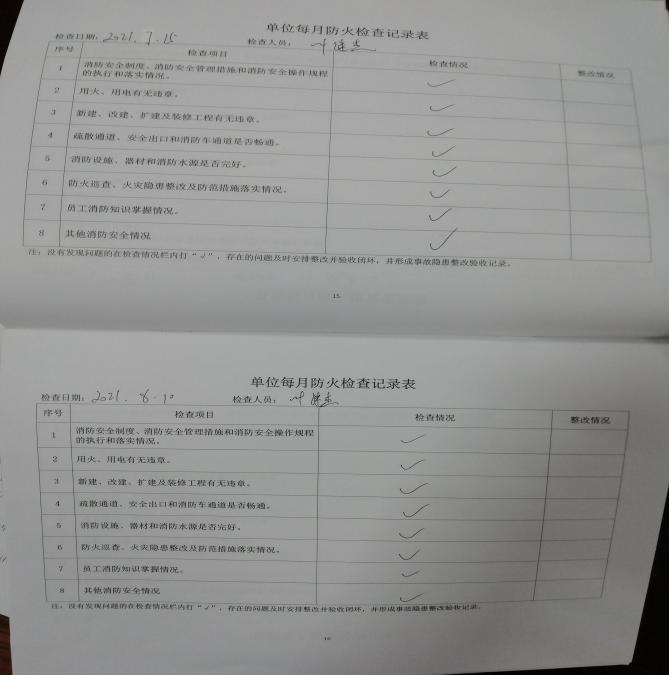 单位每月防火检查记录表
检查日期：2021.7.15 检查人员：
序号 检查项目 检查情况 整改情况
1 消防安全制度、消防安全管理措施和消防安全操作规程的执行和落实情况。 ✓
2 用火、用电有无违章。 ✓
3 新建、改建、扩建及装修工程有无违章。 ✓
4 疏散通道、安全出口和消防车通道是否畅通。 ✓
5 消防设施、器材和消防水源是否完好。 ✓
6 防火巡查、火灾隐患整改及防范措施落实情况。 ✓
7 员工消防知识掌握情况。 ✓
8 其他消防安全情况 ✓
注：没有发现问题的在检查情况栏内打“√”，存在的问题及时安排整改并验收闭环，并形成事故隐患整改验收记录。
15
单位每月防火检查记录表
检查日期：2021.8.10 检查人员：
序号 检查项目 检查情况 整改情况
1 消防安全制度、消防安全管理措施和消防安全操作规程的执行和落实情况。 ✓
2 用火、用电有无违章。 ✓
3 新建、改建、扩建及装修工程有无违章。 ✓
4 疏散通道、安全出口和消防车通道是否畅通。 ✓
5 消防设施、器材和消防水源是否完好。 ✓
6 防火巡查、火灾隐患整改及防范措施落实情况。 ✓
7 员工消防知识掌握情况。 ✓
8 其他消防安全情况 ✓
注：没有发现问题的在检查情况栏内打“√”，存在的问题及时安排整改并验收闭环，并形成事故隐患整改验收记录。
16